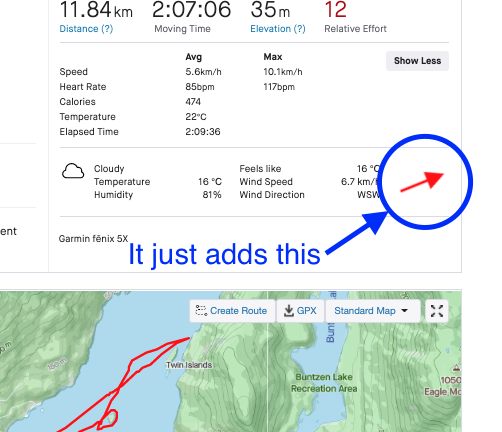 11.84km 2:07:06 35m 12
Distance (?) Moving Time Elevation (?) Relative Effort
Avg Max
Show Less
Speed 5.6km/h 10.1km/h
Heart Rate 85bpm 117bpm
Calories 474
Temperature 22°C
Elapsed Time 2:09:36
Cloudy Feels like 16 °C
Temperature 16 °C Wind Speed 6.7 km/h
Humidity 81% Wind Direction WSW
ent
Garmin fēnix 5X
It just adds this
Create Route GPX Standard Map
Twin Islands
Bun
Buntzen Lake
Recreation Area
1050
Eagle Mo